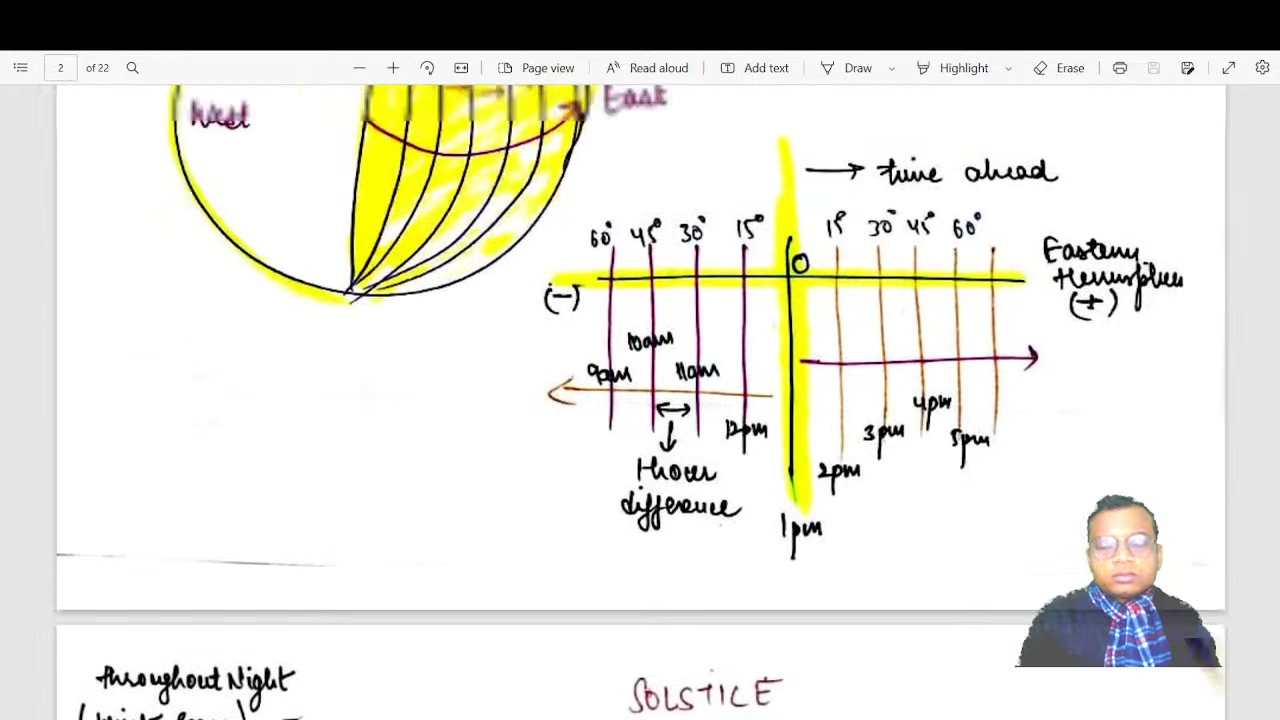 2
of 22
Page view
Read aloud
Add text
Draw
Highlight
Erase
West
East
→ time ahead
60° 45° 30° 15° 0 15° 30° 45° 60°
Eastern
(-)
(+)
10am
9am 11am
12pm
4pm
3pm
5pm
2pm
1 hour
difference
1pm
throughout Night
SOLSTICE